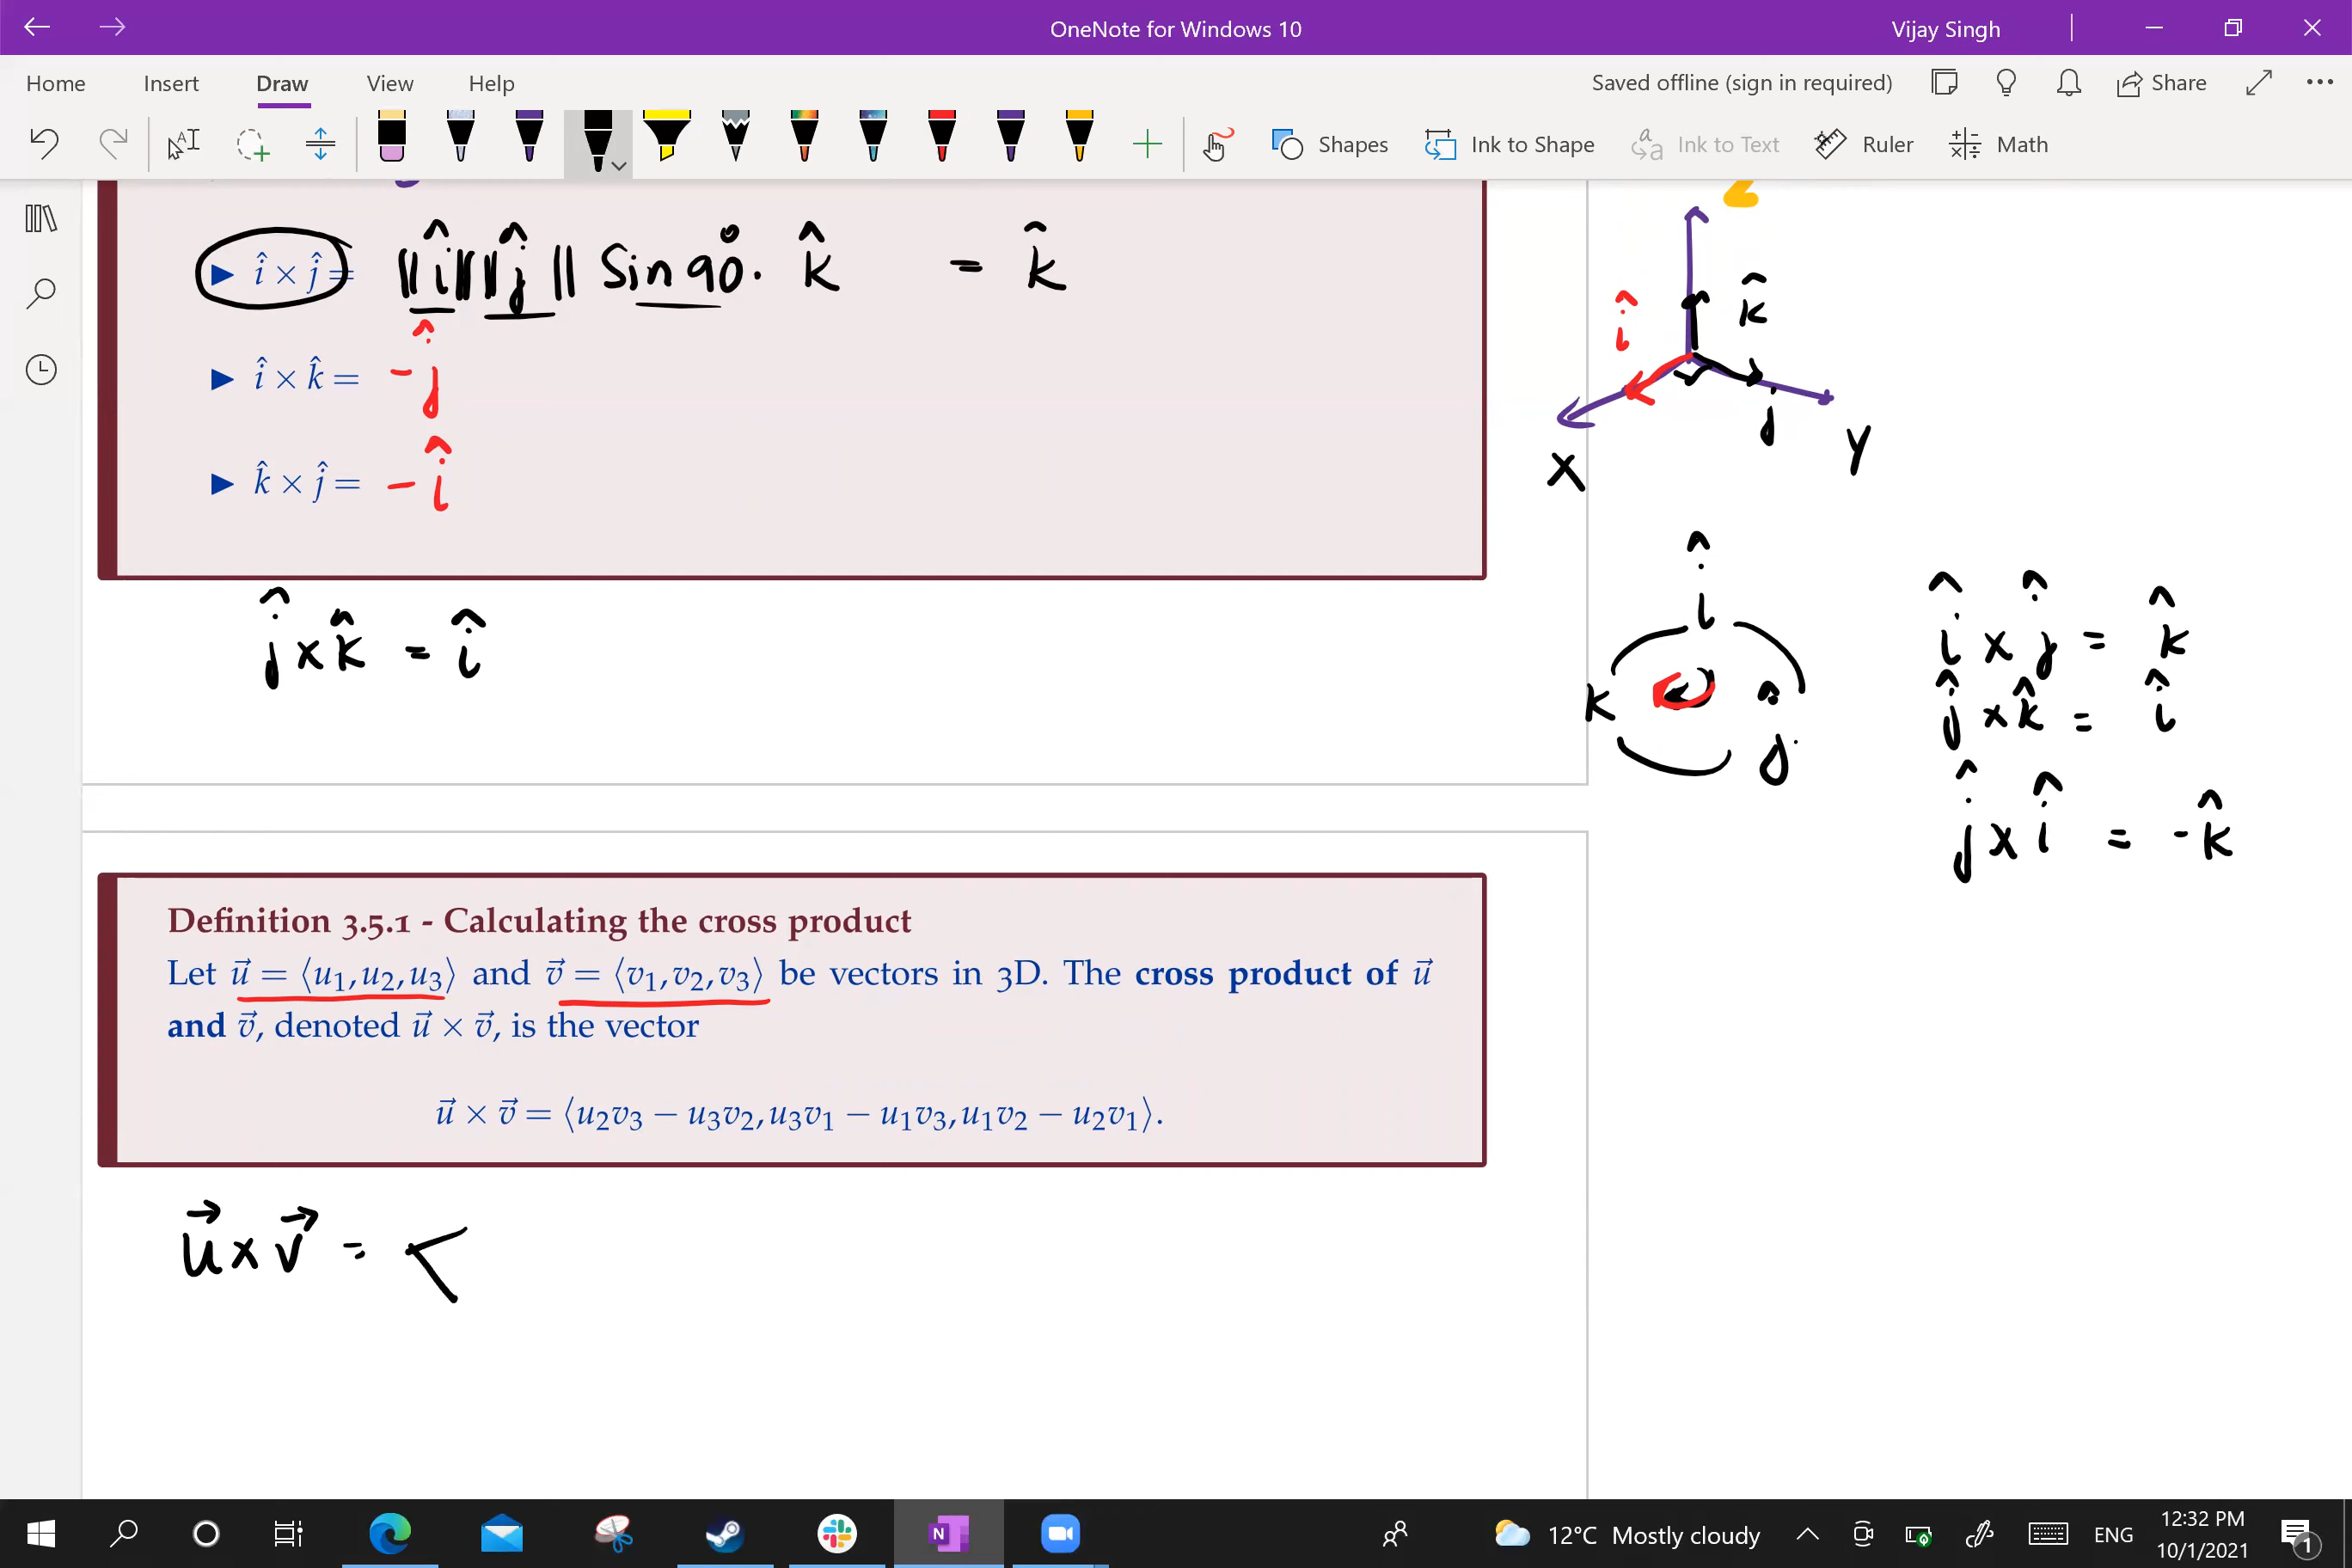 OneNote for Windows 10
Vijay Singh
Home Insert Draw View Help
Saved offline (sign in required)
Share
Shapes Ink to Shape Ink to Text Ruler Math
z
▶ î × ĵ = ‖î‖‖ĵ‖ Sin 90°. k̂ = k̂
î k̂
▶ î × k̂ = -ĵ
ĵ
x y
▶ k̂ × ĵ = -î
ĵ x k̂ = î
î
k ĵ
î x ĵ = k̂
ĵ x k̂ = î
ĵ x î = -k̂
Definition 3.5.1 - Calculating the cross product
Let u⃗ = ⟨u₁, u₂, u₃⟩ and v⃗ = ⟨v₁, v₂, v₃⟩ be vectors in 3D. The cross product of u⃗
and v⃗, denoted u⃗ × v⃗, is the vector
u⃗ × v⃗ = ⟨u₂v₃ − u₃v₂, u₃v₁ − u₁v₃, u₁v₂ − u₂v₁⟩.
u⃗ x v⃗ = <
12°C Mostly cloudy
ENG
12:32 PM
10/1/2021
1